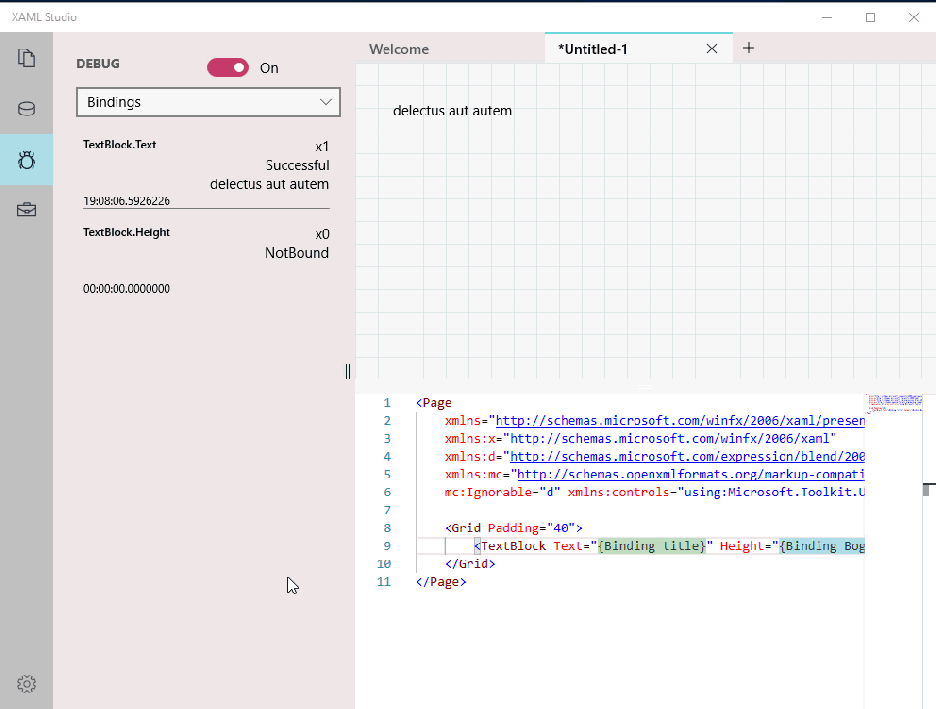 XAML Studio
DEBUG
On
Bindings
TextBlock.Text
x1
Successful
delectus aut autem
19:08:06.5926226
TextBlock.Height
x0
NotBound
00:00:00.0000000
Welcome
*Untitled-1
delectus aut autem
1 <Page
2 xmlns="http://schemas.microsoft.com/winfx/2006/xaml/presen
3 xmlns:x="http://schemas.microsoft.com/winfx/2006/xaml"
4 xmlns:d="http://schemas.microsoft.com/expression/blend/200
5 xmlns:mc="http://schemas.openxmlformats.org/markup-compati
6 mc:Ignorable="d" xmlns:controls="using:Microsoft.Toolkit.U
7
8 <Grid Padding="40">
9 <TextBlock Text="{Binding title}" Height="{Binding Bog
10 </Grid>
11 </Page>